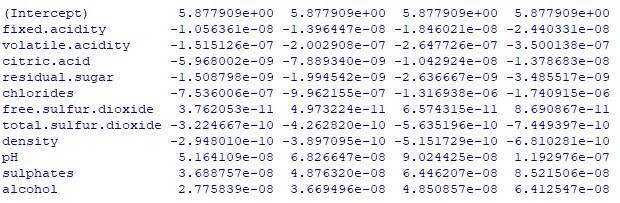 (Intercept) 5.877909e+00 5.877909e+00 5.877909e+00 5.877909e+00
fixed.acidity -1.056361e-08 -1.396447e-08 -1.846021e-08 -2.440331e-08
volatile.acidity -1.515126e-07 -2.002908e-07 -2.647726e-07 -3.500138e-07
citric.acid -5.968002e-09 -7.889340e-09 -1.042924e-08 -1.378683e-08
residual.sugar -1.508798e-09 -1.994542e-09 -2.636667e-09 -3.485517e-09
chlorides -7.536006e-07 -9.962155e-07 -1.316938e-06 -1.740915e-06
free.sulfur.dioxide 3.762053e-11 4.973224e-11 6.574315e-11 8.690867e-11
total.sulfur.dioxide -3.224667e-10 -4.262820e-10 -5.635196e-10 -7.449397e-10
density -2.948010e-10 -3.897095e-10 -5.151729e-10 -6.810281e-10
pH 5.164109e-08 6.826647e-08 9.024425e-08 1.192976e-07
sulphates 3.688757e-08 4.876320e-08 6.446207e-08 8.521506e-08
alcohol 2.775839e-08 3.669496e-08 4.850857e-08 6.412547e-08